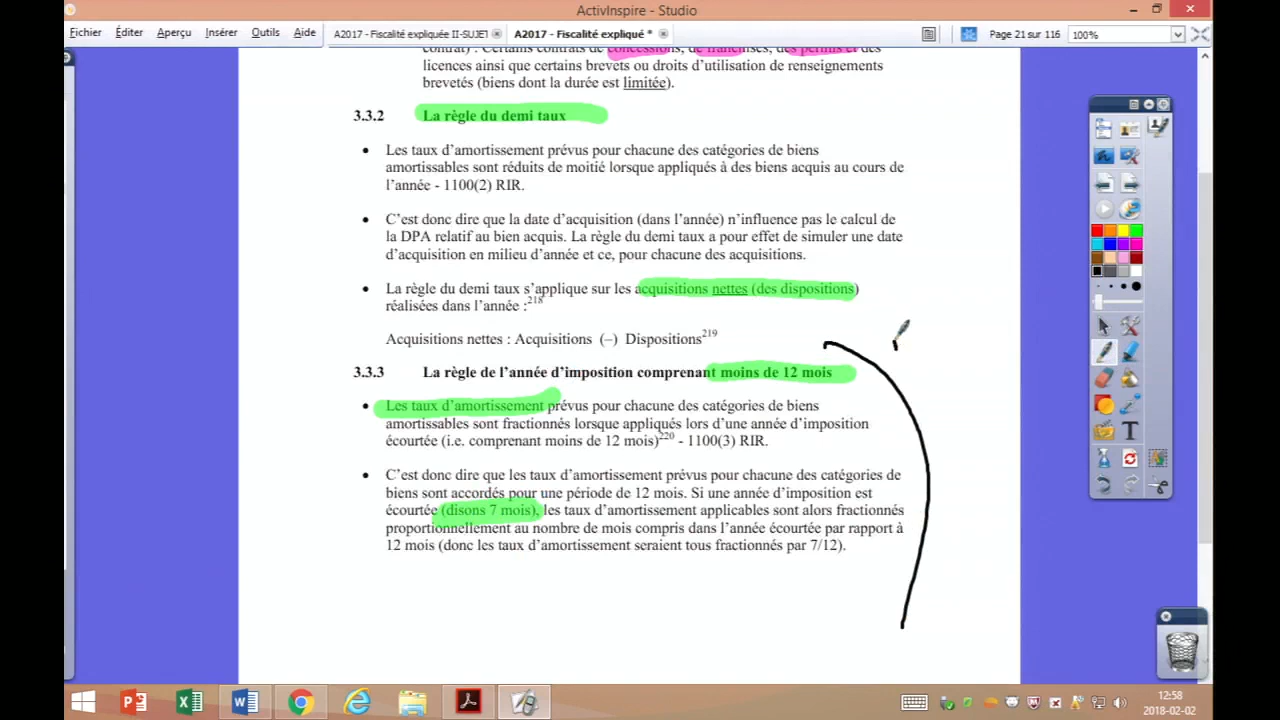 ActivInspire - Studio
Fichier Éditer Aperçu Insérer Outils Aide
A2017 - Fiscalité expliquée II-SUJET
A2017 - Fiscalité expliqué *
Page 21 sur 116
100%
contrat) : Certains contrats de concessions, de franchises, des permis et des
licences ainsi que certains brevets ou droits d'utilisation de renseignements
brevetés (biens dont la durée est limitée).
3.3.2 La règle du demi taux
• Les taux d'amortissement prévus pour chacune des catégories de biens
amortissables sont réduits de moitié lorsque appliqués à des biens acquis au cours de
l'année - 1100(2) RIR.
• C'est donc dire que la date d'acquisition (dans l'année) n'influence pas le calcul de
la DPA relatif au bien acquis. La règle du demi taux a pour effet de simuler une date
d'acquisition en milieu d'année et ce, pour chacune des acquisitions.
• La règle du demi taux s'applique sur les acquisitions nettes (des dispositions)
réalisées dans l'année :218
Acquisitions nettes : Acquisitions (–) Dispositions219
3.3.3 La règle de l'année d'imposition comprenant moins de 12 mois
• Les taux d'amortissement prévus pour chacune des catégories de biens
amortissables sont fractionnés lorsque appliqués lors d'une année d'imposition
écourtée (i.e. comprenant moins de 12 mois)220 - 1100(3) RIR.
• C'est donc dire que les taux d'amortissement prévus pour chacune des catégories de
biens sont accordés pour une période de 12 mois. Si une année d'imposition est
écourtée (disons 7 mois), les taux d'amortissement applicables sont alors fractionnés
proportionnellement au nombre de mois compris dans l'année écourtée par rapport à
12 mois (donc les taux d'amortissement seraient tous fractionnés par 7/12).
12:58
2018-02-02